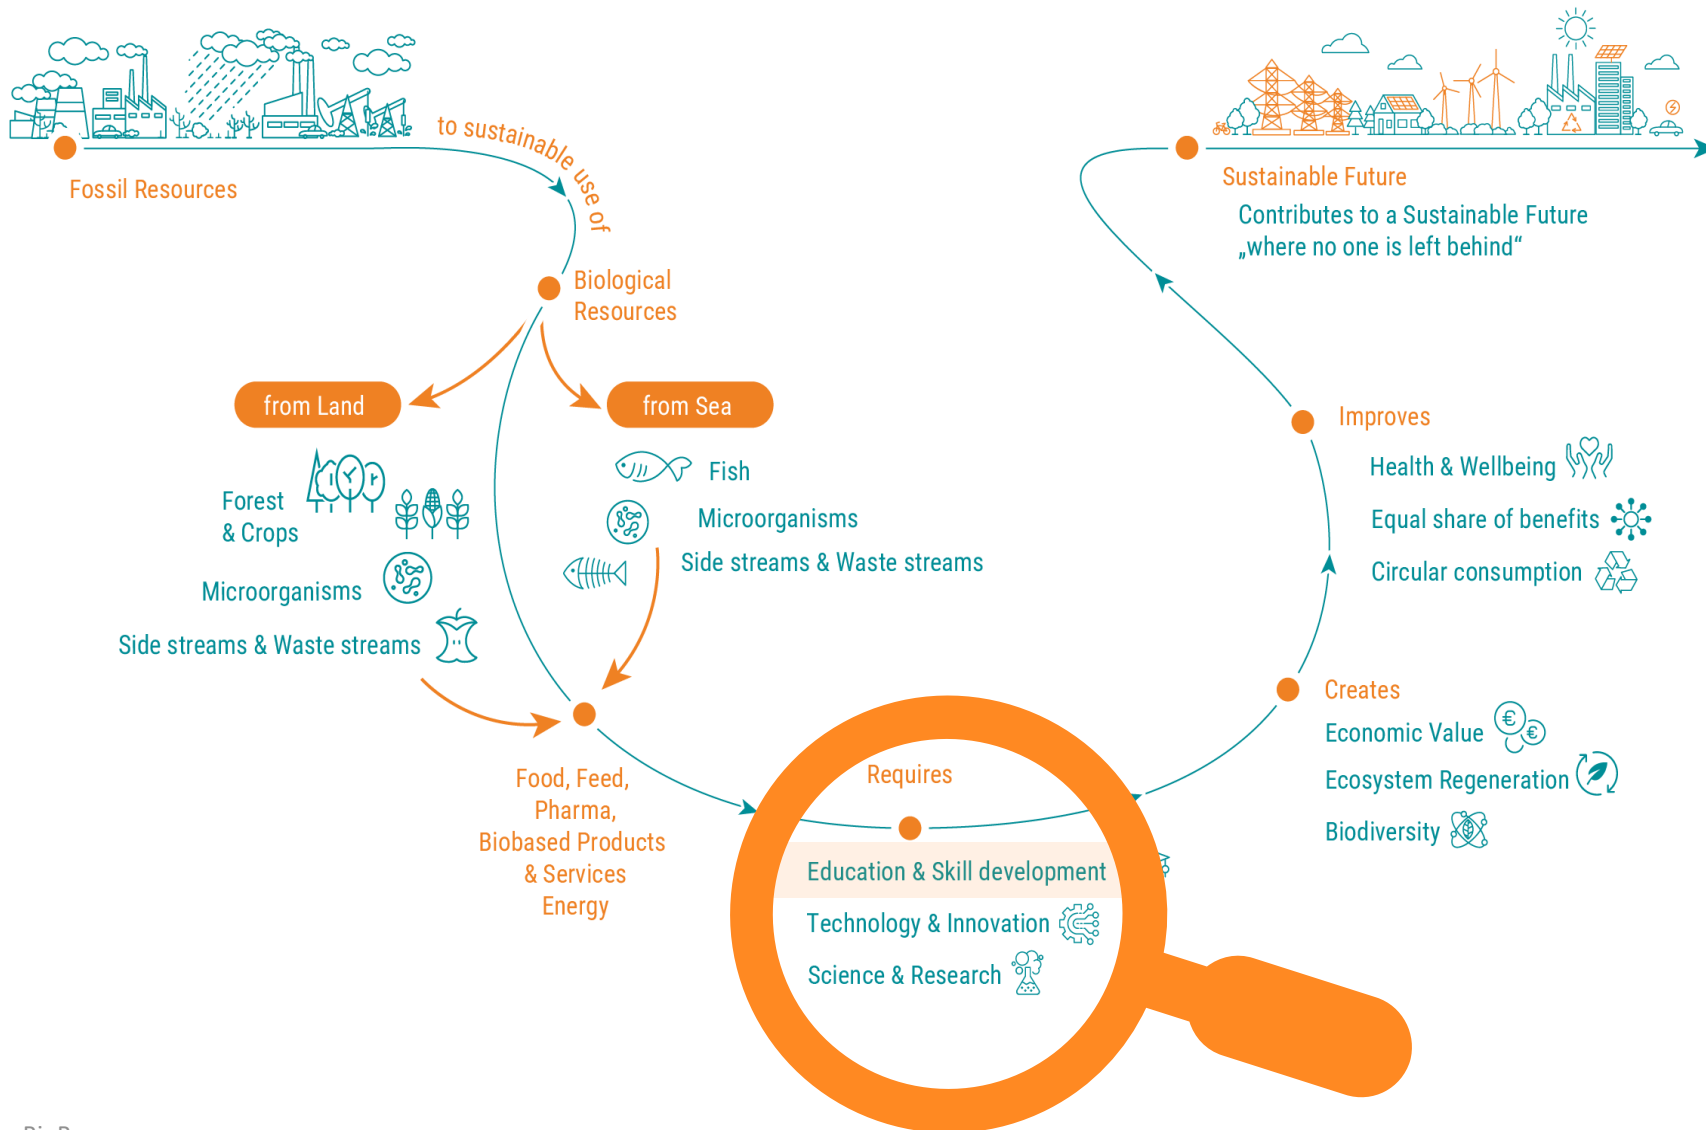 to sustainable use of
Fossil Resources
Biological
Resources
from Land
from Sea
Forest
& Crops
Microorganisms
Side streams & Waste streams
Fish
Microorganisms
Side streams & Waste streams
Food, Feed,
Pharma,
Biobased Products
& Services
Energy
Requires
Education & Skill development
Technology & Innovation
Science & Research
Creates
Economic Value
€
€
Ecosystem Regeneration
Biodiversity
Improves
Health & Wellbeing
Equal share of benefits
Circular consumption
Sustainable Future
Contributes to a Sustainable Future
„where no one is left behind“